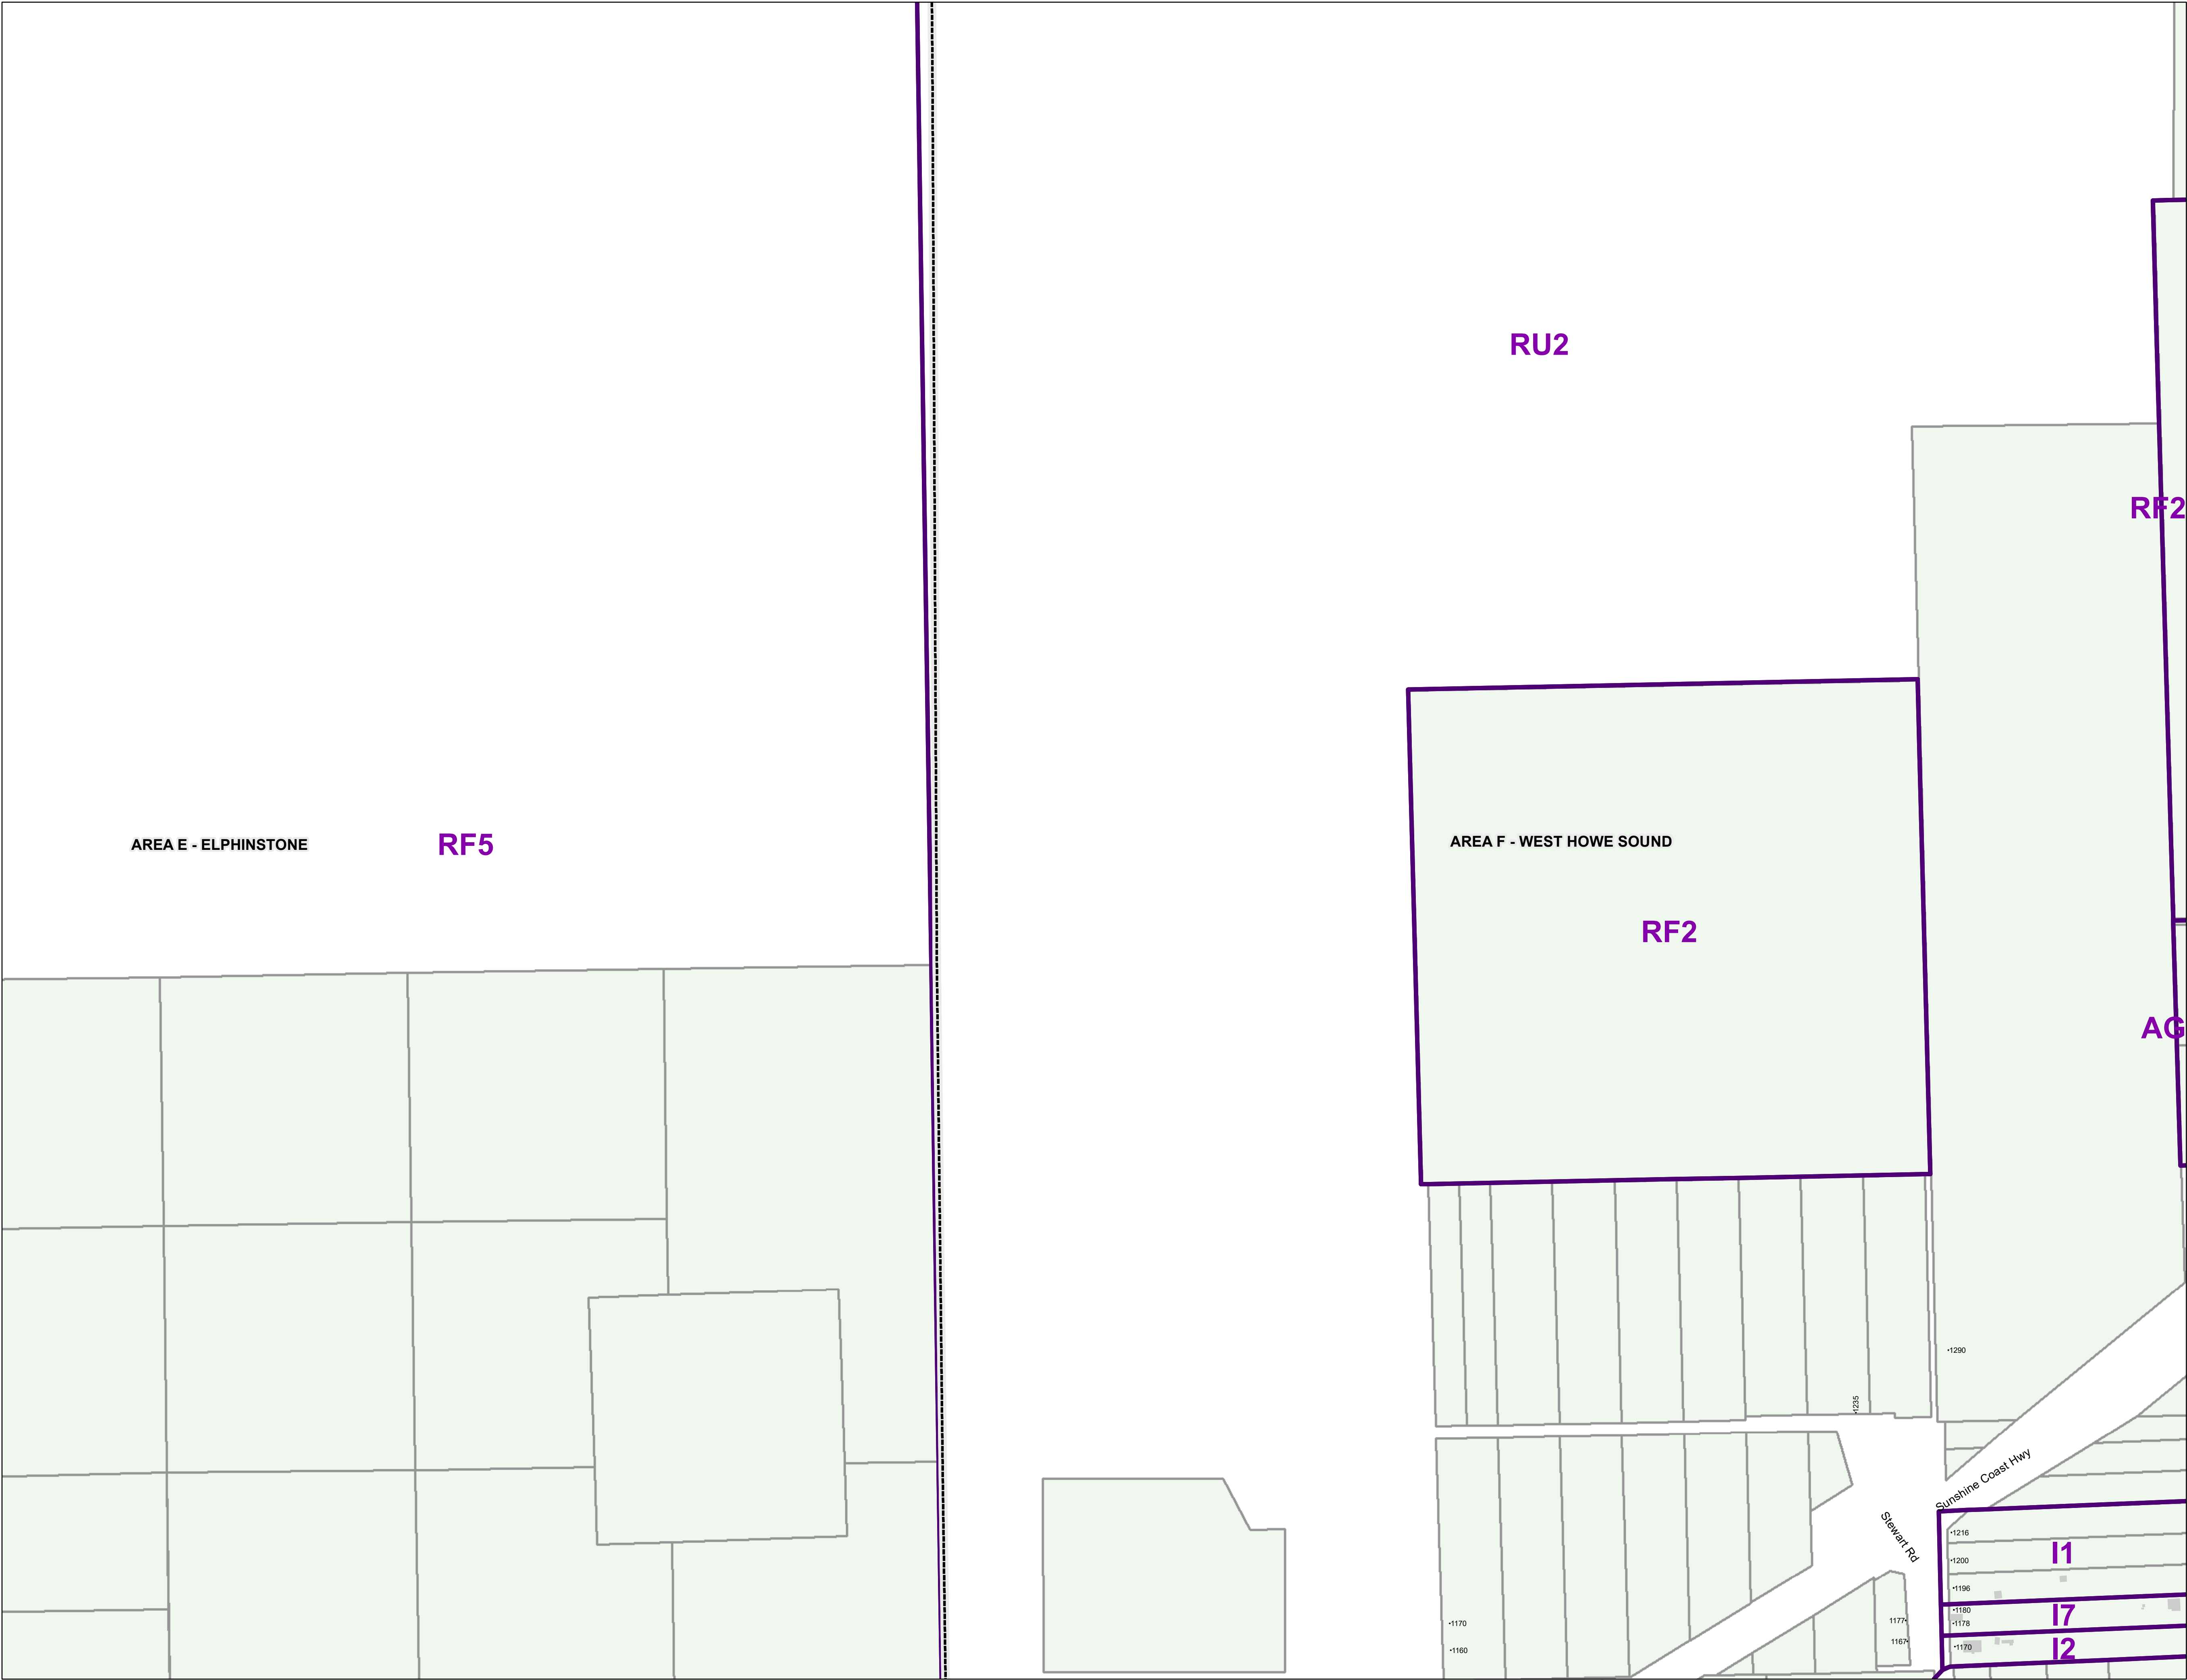 RU2
RF2
AREA E - ELPHINSTONE
RF5
AREA F - WEST HOWE SOUND
RF2
AG
•1290
•1235
Sunshine Coast Hwy
Stewart Rd
•1216
I1
•1200
•1196
•1180
I7
1177•
•1178
•1170
1167•
•1170
I2
•1160